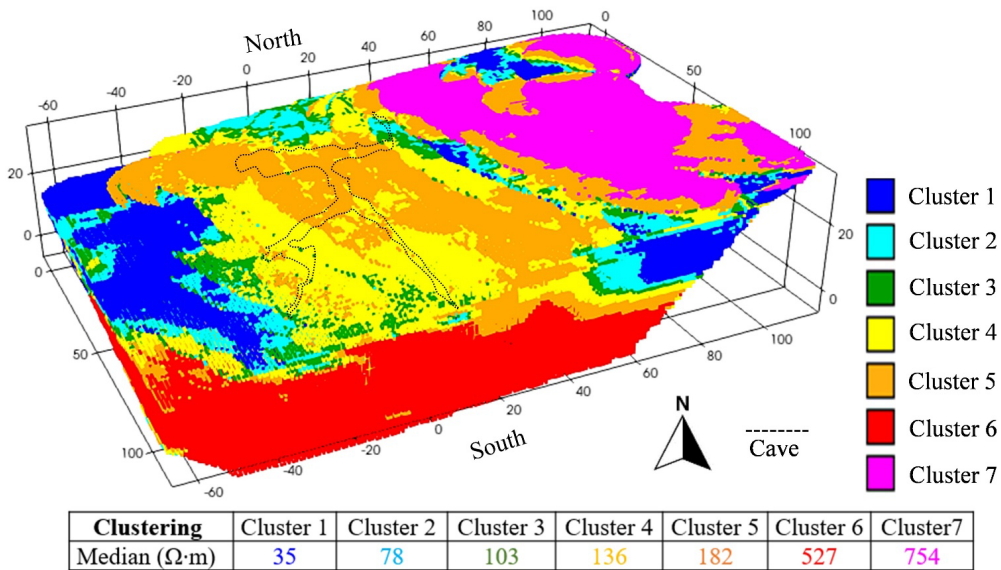 North
-60
-40
-20
0
20
40
60
80
100
0
50
100
20
0
20
0
0
50
100
-60
-40
-20
0
20
40
60
80
100
South
N
Cave
Cluster 1
Cluster 2
Cluster 3
Cluster 4
Cluster 5
Cluster 6
Cluster 7
Clustering Cluster 1 Cluster 2 Cluster 3 Cluster 4 Cluster 5 Cluster 6 Cluster7
Median (Ω·m) 35 78 103 136 182 527 754